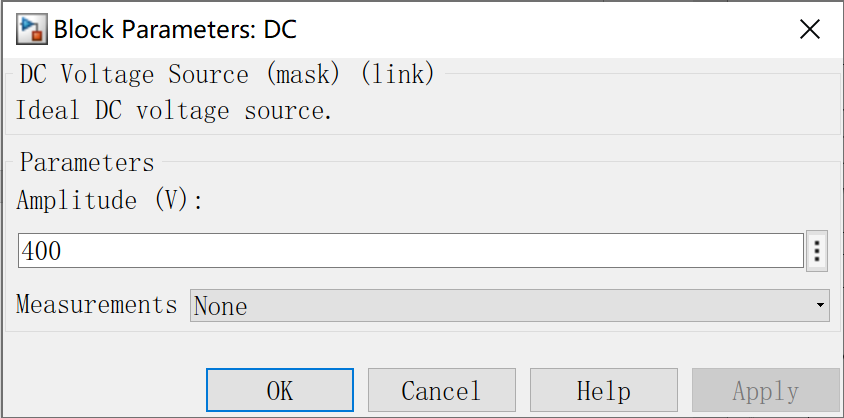 Block Parameters: DC
DC Voltage Source (mask) (link)
Ideal DC voltage source.
Parameters
Amplitude (V):
400
Measurements None
OK Cancel Help Apply